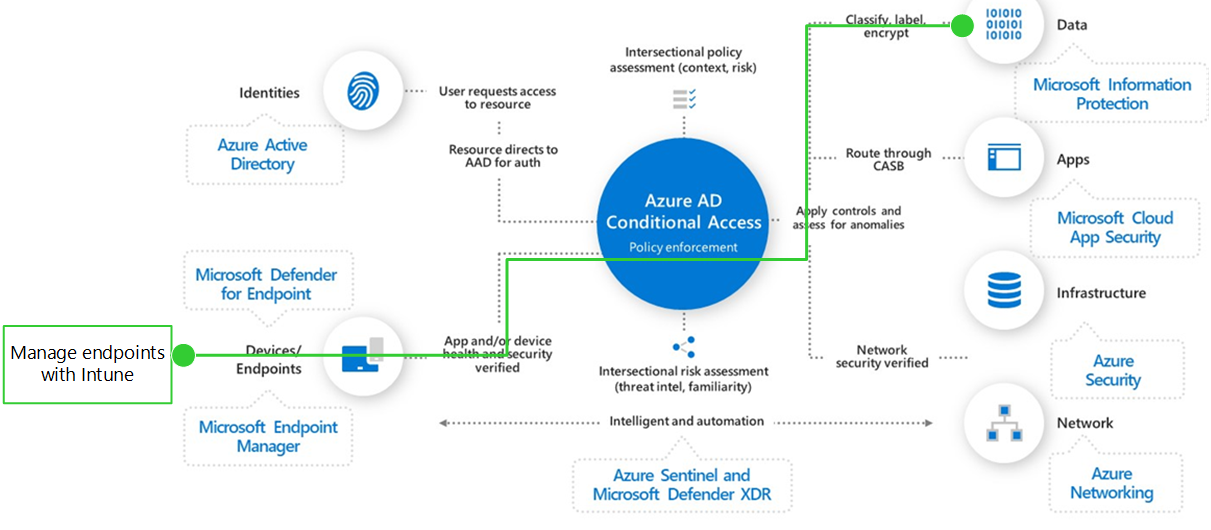 Identities
Azure Active
Directory
User requests access
to resource
Resource directs to
AAD for auth
Intersectional policy
assessment (context, risk)
Azure AD
Conditional Access
Policy enforcement
Classify, label,
encrypt
010101
010101
101010
Data
Microsoft Information
Protection
Route through
CASB
Apps
Microsoft Cloud
App Security
Apply controls and
assess for anomalies
Microsoft Defender
for Endpoint
Manage endpoints
with Intune
Devices/
Endpoints
Microsoft Endpoint
Manager
App and/or device
health and security
verified
Intersectional risk assessment
(threat intel, familiarity)
Network
security verified
Infrastructure
Azure
Security
Intelligent and automation
Azure Sentinel and
Microsoft Defender XDR
Network
Azure
Networking